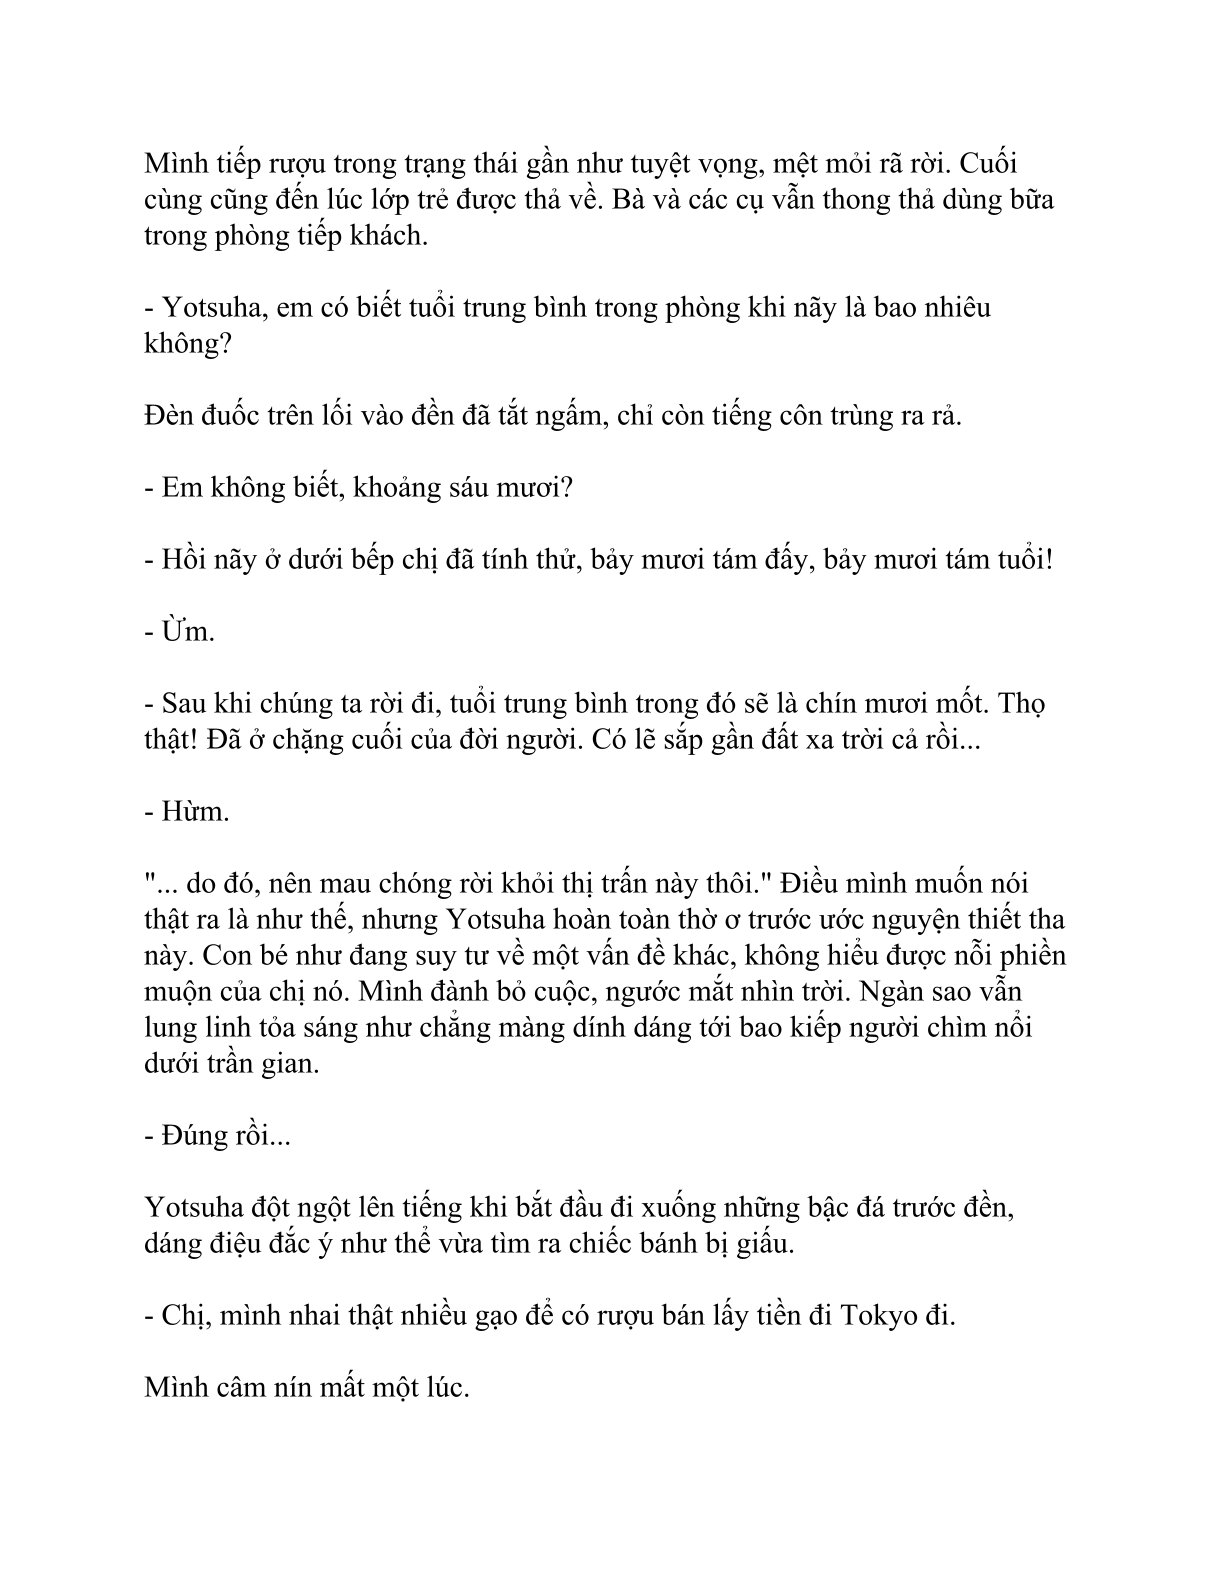 Mình tiếp rượu trong trạng thái gần như tuyệt vọng, mệt mỏi rã rời. Cuối
cùng cũng đến lúc lớp trẻ được thả về. Bà và các cụ vẫn thong thả dùng bữa
trong phòng tiếp khách.
- Yotsuha, em có biết tuổi trung bình trong phòng khi nãy là bao nhiêu
không?
Đèn đuốc trên lối vào đền đã tắt ngấm, chỉ còn tiếng côn trùng ra rả.
- Em không biết, khoảng sáu mươi?
- Hồi nãy ở dưới bếp chị đã tính thử, bảy mươi tám đấy, bảy mươi tám tuổi!
- Ừm.
- Sau khi chúng ta rời đi, tuổi trung bình trong đó sẽ là chín mươi mốt. Thọ
thật! Đã ở chặng cuối của đời người. Có lẽ sắp gần đất xa trời cả rồi...
- Hừm.
"... do đó, nên mau chóng rời khỏi thị trấn này thôi." Điều mình muốn nói
thật ra là như thế, nhưng Yotsuha hoàn toàn thờ ơ trước ước nguyện thiết tha
này. Con bé như đang suy tư về một vấn đề khác, không hiểu được nỗi phiền
muộn của chị nó. Mình đành bỏ cuộc, ngước mắt nhìn trời. Ngàn sao vẫn
lung linh tỏa sáng như chẳng màng dính dáng tới bao kiếp người chìm nổi
dưới trần gian.
- Đúng rồi...
Yotsuha đột ngột lên tiếng khi bắt đầu đi xuống những bậc đá trước đền,
dáng điệu đắc ý như thể vừa tìm ra chiếc bánh bị giấu.
- Chị, mình nhai thật nhiều gạo để có rượu bán lấy tiền đi Tokyo đi.
Mình câm nín mất một lúc.